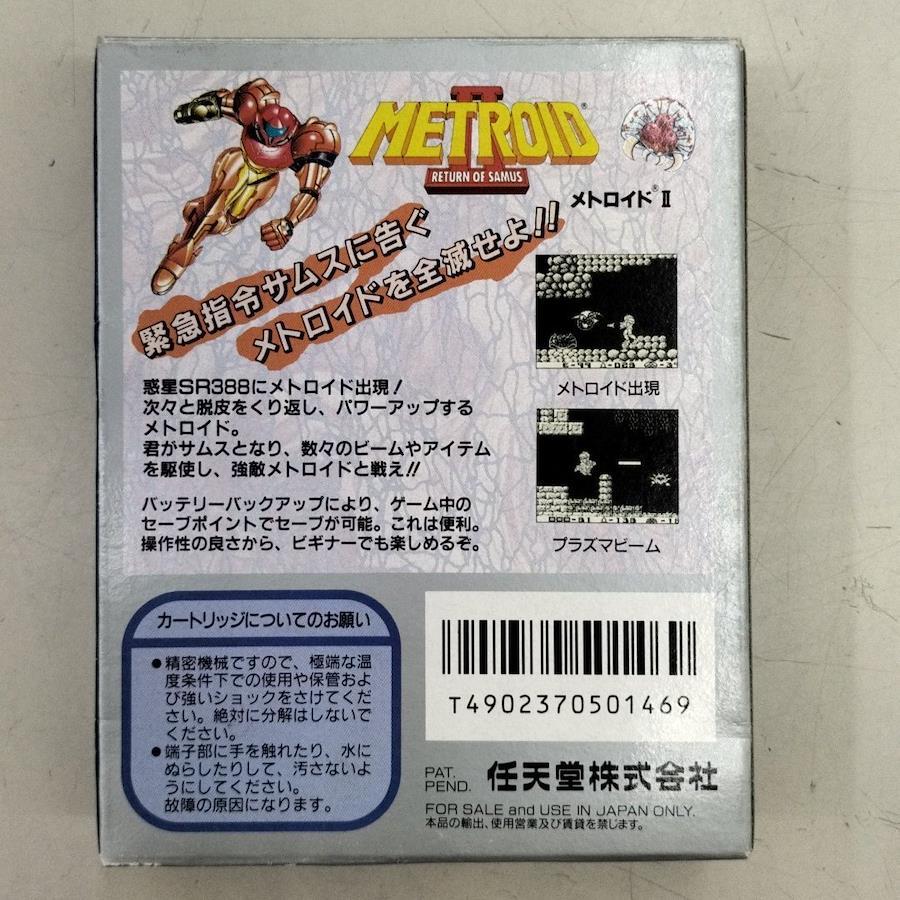 METROID®
II
RETURN OF SAMUS
メトロイド® II
緊急指令サムスに告ぐ
メトロイドを全滅せよ!!
惑星SR388にメトロイド出現！
次々と脱皮をくり返し、パワーアップする
メトロイド。
君がサムスとなり、数々のビームやアイテム
を駆使し、強敵メトロイドと戦え!!
バッテリーバックアップにより、ゲーム中の
セーブポイントでセーブが可能。これは便利。
操作性の良さから、ビギナーでも楽しめるぞ。
メトロイド出現
プラズマビーム
カートリッジについてのお願い
●精密機械ですので、極端な温
度条件下での使用や保管およ
び強いショックをさけてくだ
さい。絶対に分解はしないで
ください。
●端子部に手を触れたり、水に
ぬらしたりして、汚さないよ
うにしてください。
故障の原因になります。
T4902370501469
PAT.
PEND.
任天堂株式会社
FOR SALE and USE IN JAPAN ONLY.
本品の輸出、使用営業及び賃貸を禁じます。